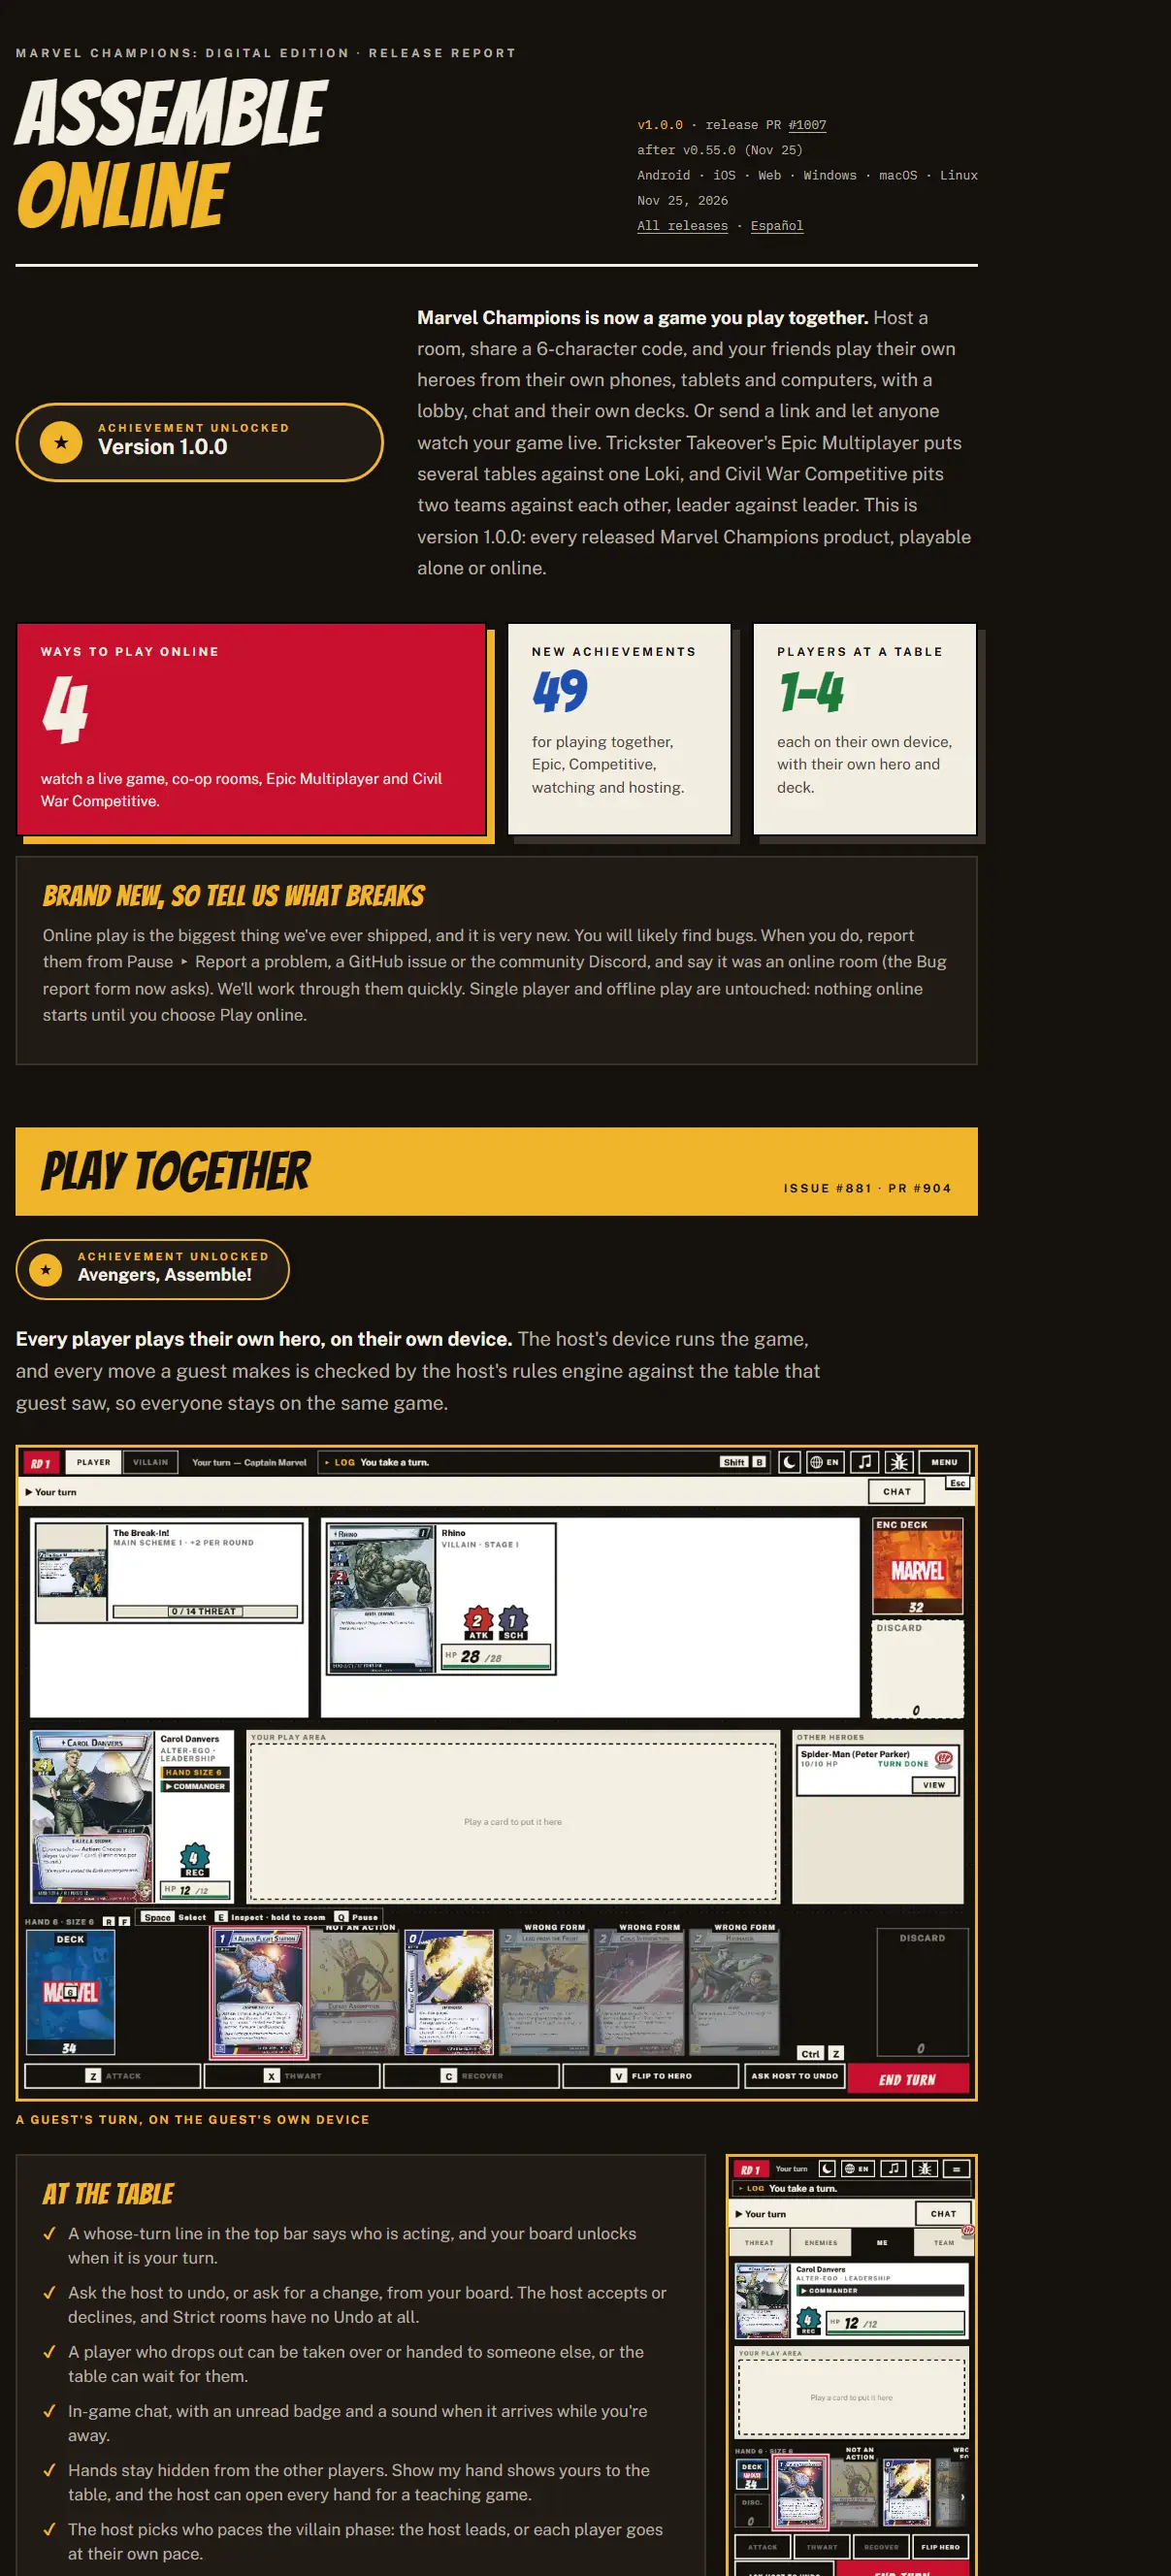 MARVEL CHAMPIONS: DIGITAL EDITION · RELEASE REPORT
ASSEMBLE
ONLINE
v1.0.0 · release PR #1007
after v0.55.0 (Nov 25)
Android · iOS · Web · Windows · macOS · Linux
Nov 25, 2026
All releases · Español
ACHIEVEMENT UNLOCKED
Version 1.0.0
Marvel Champions is now a game you play together. Host a
room, share a 6-character code, and your friends play their own
heroes from their own phones, tablets and computers, with a
lobby, chat and their own decks. Or send a link and let anyone
watch your game live. Trickster Takeover's Epic Multiplayer puts
several tables against one Loki, and Civil War Competitive pits
two teams against each other, leader against leader. This is
version 1.0.0: every released Marvel Champions product, playable
alone or online.
WAYS TO PLAY ONLINE
4
watch a live game, co-op rooms, Epic Multiplayer and Civil
War Competitive.
NEW ACHIEVEMENTS
49
for playing together,
Epic, Competitive,
watching and hosting.
PLAYERS AT A TABLE
1–4
each on their own device,
with their own hero and
deck.
BRAND NEW, SO TELL US WHAT BREAKS
Online play is the biggest thing we've ever shipped, and it is very new. You will likely find bugs. When you do, report
them from Pause ‣ Report a problem, a GitHub issue or the community Discord, and say it was an online room (the Bug
report form now asks). We'll work through them quickly. Single player and offline play are untouched: nothing online
starts until you choose Play online.
PLAY TOGETHER
ISSUE #881 · PR #904
ACHIEVEMENT UNLOCKED
Avengers, Assemble!
Every player plays their own hero, on their own device. The host's device runs the game,
and every move a guest makes is checked by the host's rules engine against the table that
guest saw, so everyone stays on the same game.
RD 1 PLAYER VILLAIN Your turn — Captain Marvel ‣ LOG You take a turn. Shift B EN MENU
Esc
▶ Your turn CHAT
The Break-In!
MAIN SCHEME I · +2 PER ROUND
0 / 14 THREAT
RHINO
Rhino
VILLAIN · STAGE I
2 ATK 1 SCH
HP 28 /28
ENC DECK
MARVEL
32
DISCARD
0
CAROL DANVERS
Carol Danvers
ALTER-EGO ·
LEADERSHIP
HAND SIZE 6
▶ COMMANDER
4
REC
HP 12 /12
YOUR PLAY AREA
Play a card to put it here
OTHER HEROES
Spider-Man (Peter Parker)
10/10 HP TURN DONE
VIEW
HAND 6 · SIZE 6 R F Space Select E Inspect · hold to zoom Q Pause
NOT AN ACTION WRONG FORM WRONG FORM WRONG FORM
DECK
MARVEL
G
34
ALPHA FLIGHT STATION
DISCARD
0
Ctrl Z
Z ATTACK X THWART C RECOVER V FLIP TO HERO ASK HOST TO UNDO END TURN
A GUEST'S TURN, ON THE GUEST'S OWN DEVICE
AT THE TABLE
✓ A whose-turn line in the top bar says who is acting, and your board unlocks
when it is your turn.
✓ Ask the host to undo, or ask for a change, from your board. The host accepts or
declines, and Strict rooms have no Undo at all.
✓ A player who drops out can be taken over or handed to someone else, or the
table can wait for them.
✓ In-game chat, with an unread badge and a sound when it arrives while you're
away.
✓ Hands stay hidden from the other players. Show my hand shows yours to the
table, and the host can open every hand for a teaching game.
✓ The host picks who paces the villain phase: the host leads, or each player goes
at their own pace.
RD 1 Your turn EN
‣ LOG You take a turn.
▶ Your turn CHAT
THREAT ENEMIES ME TEAM
Carol Danvers
ALTER-EGO · LEADERSHIP
▶ COMMANDER
4
REC
HP 12 /12
YOUR PLAY AREA
Play a card to put it here
HAND 6 · SIZE 6
NOT AN
ACTION
DECK
34
DISC.
0
ATTACK THWART RECOVER FLIP HERO